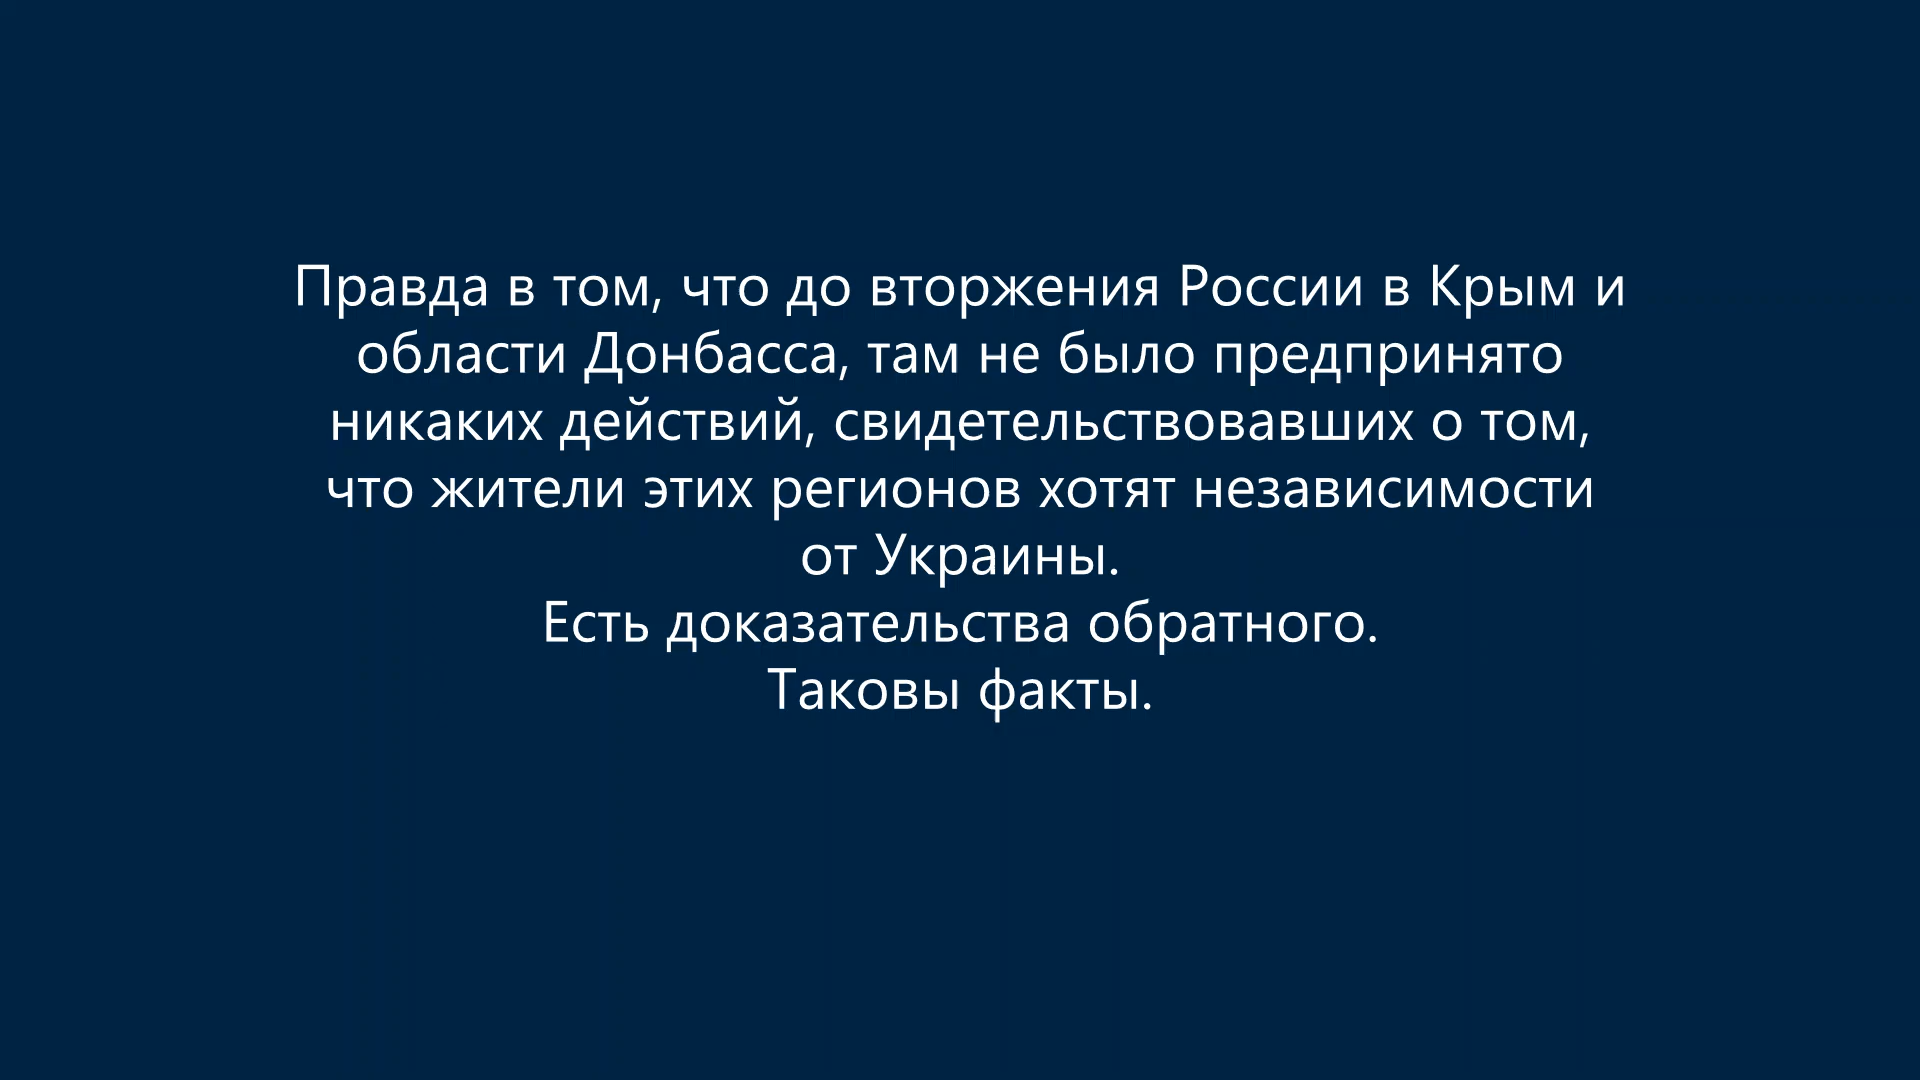 Правда в том, что до вторжения России в Крым и
области Донбасса, там не было предпринято
никаких действий, свидетельствовавших о том,
что жители этих регионов хотят независимости
от Украины.
Есть доказательства обратного.
Таковы факты.